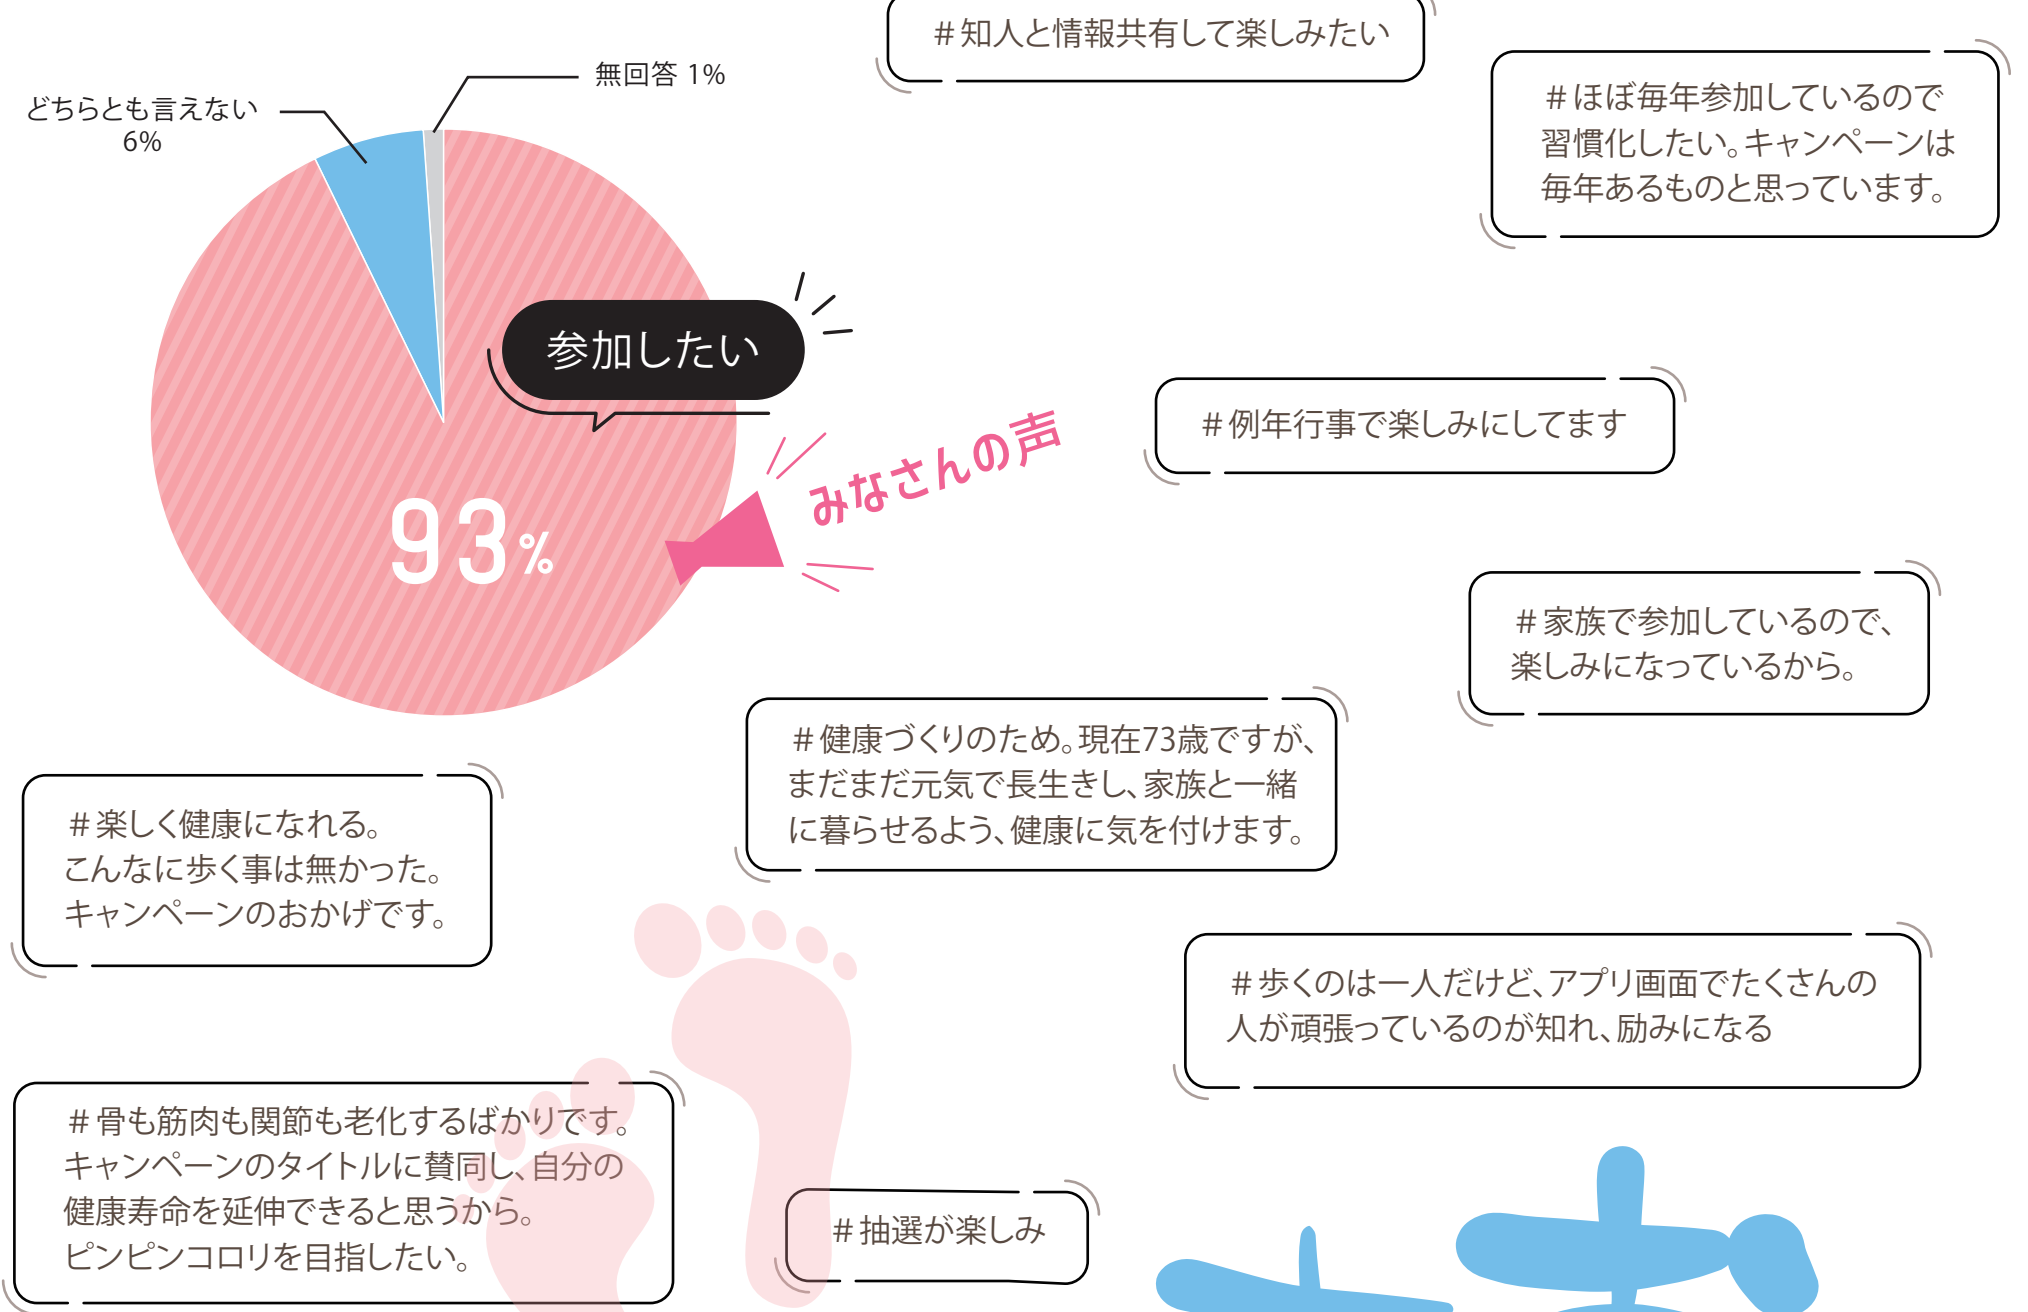 無回答 1%
どちらとも言えない
6%
参加したい
93%
みなさんの声
＃知人と情報共有して楽しみたい
＃ほぼ毎年参加しているので
習慣化したい。キャンペーンは
毎年あるものと思っています。
＃例年行事で楽しみにしてます
＃家族で参加しているので、
楽しみになっているから。
＃健康づくりのため。現在73歳ですが、
まだまだ元気で長生きし、家族と一緒
に暮らせるよう、健康に気を付けます。
＃楽しく健康になれる。
こんなに歩く事は無かった。
キャンペーンのおかげです。
＃歩くのは一人だけど、アプリ画面でたくさんの
人が頑張っているのが知れ、励みになる
＃骨も筋肉も関節も老化するばかりです。
キャンペーンのタイトルに賛同し、自分の
健康寿命を延伸できると思うから。
ピンピンコロリを目指したい。
＃抽選が楽しみ